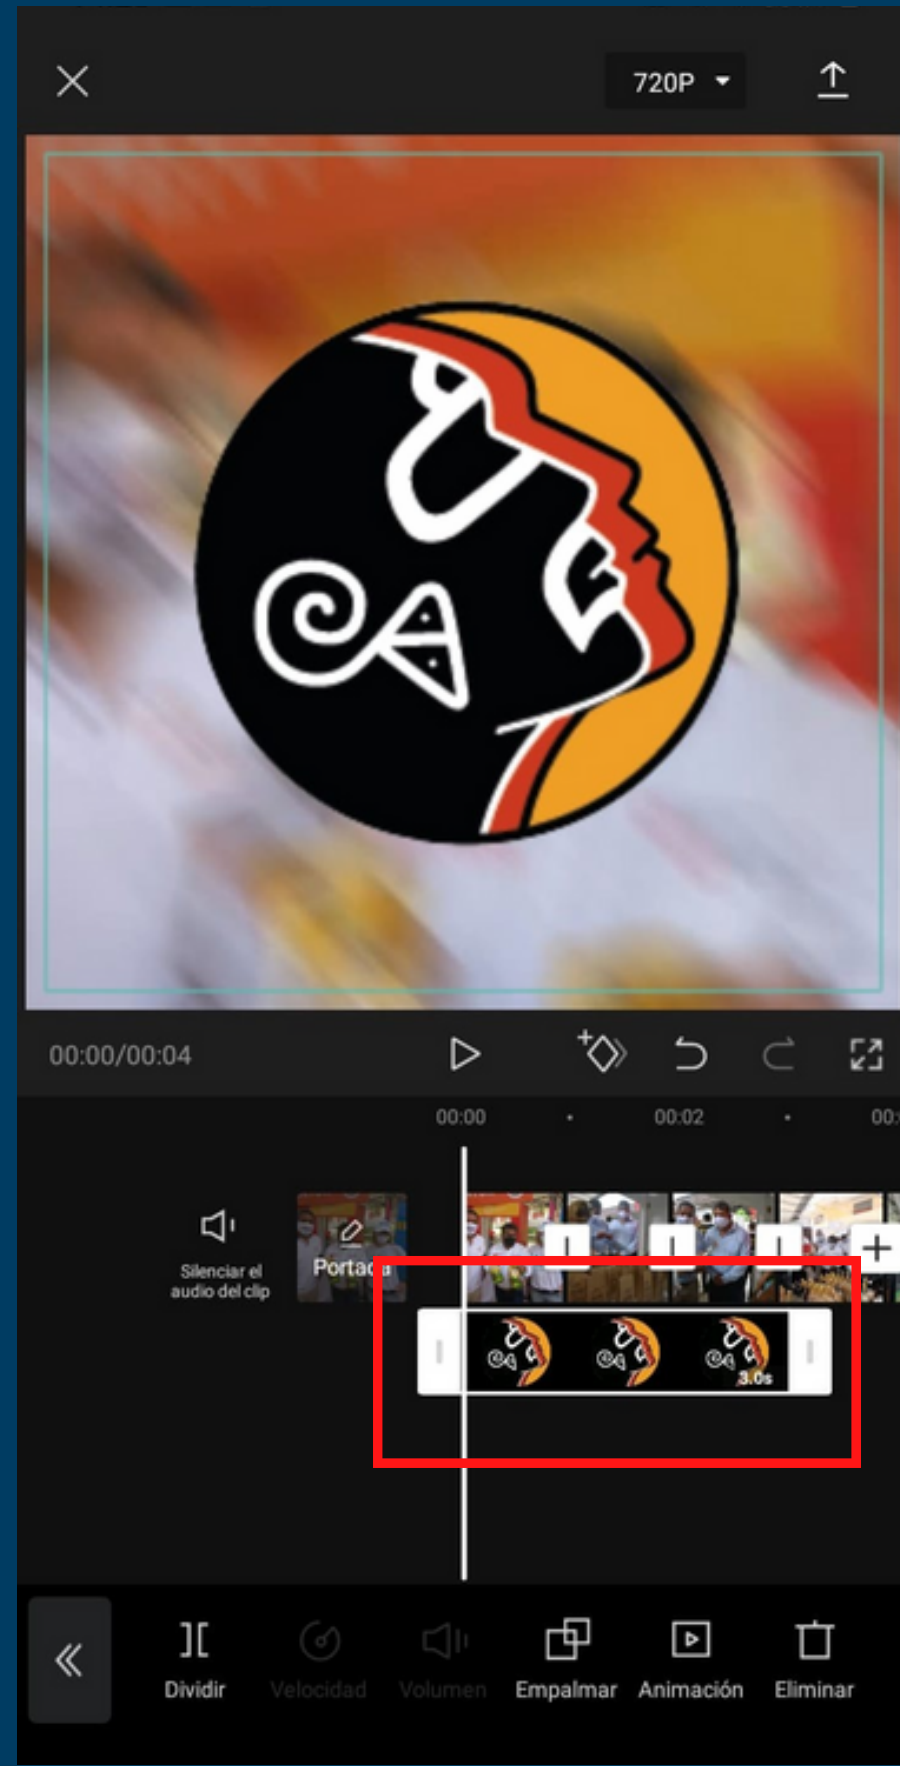 720P
00:00/00:04
00:00
00:02
Silenciar el
audio del clip
Portada
3.0s
Dividir
Velocidad
Volumen
Empalmar
Animación
Eliminar